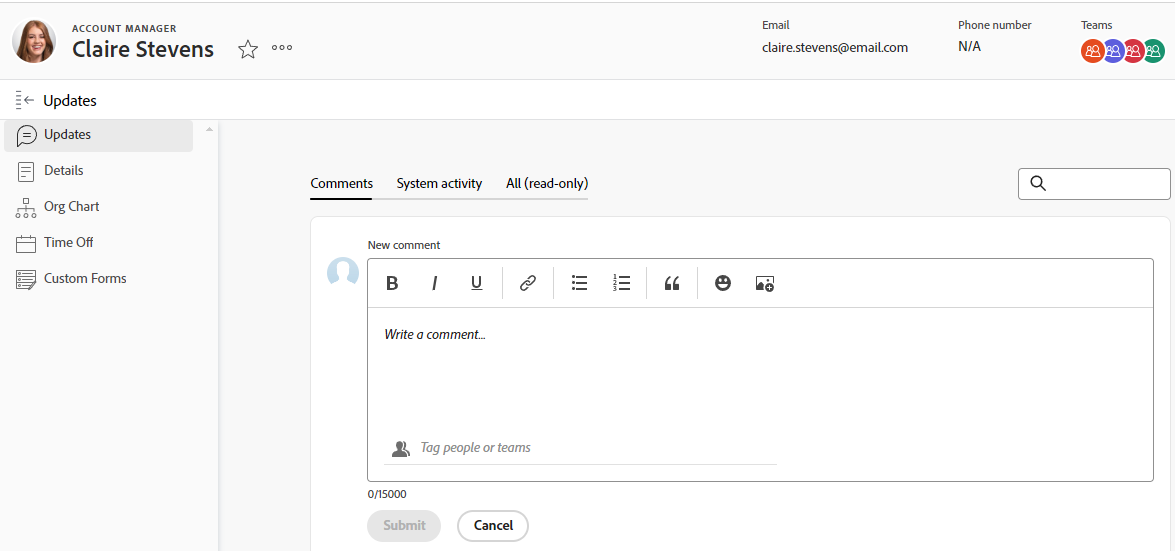 ACCOUNT MANAGER
Claire Stevens
Email
claire.stevens@email.com
Phone number
N/A
Teams
Updates
Updates
Details
Org Chart
Time Off
Custom Forms
Comments System activity All (read-only)
New comment
B I U
Write a comment...
Tag people or teams
0/15000
Submit Cancel